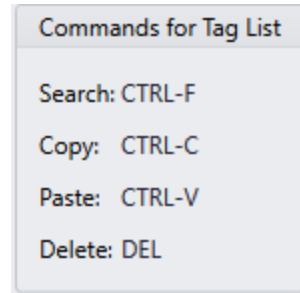 Commands for Tag List
Search: CTRL-F
Copy: CTRL-C
Paste: CTRL-V
Delete: DEL